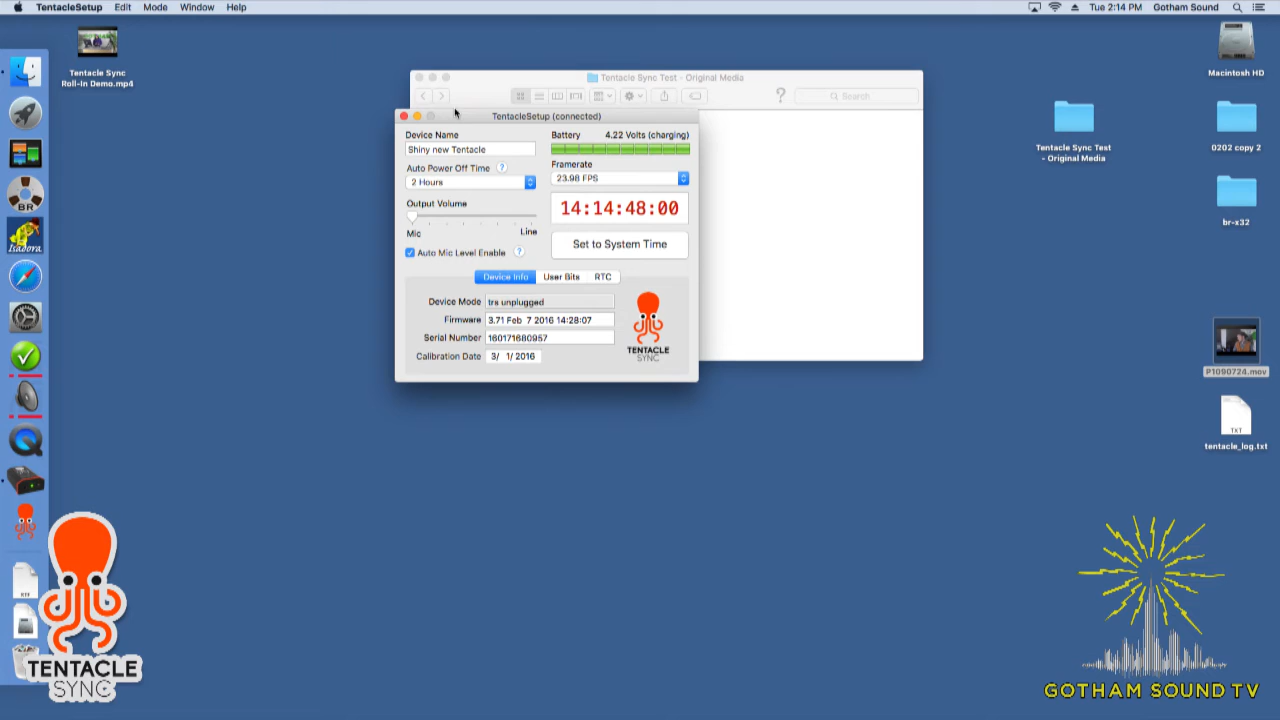 TentacleSetup Edit Mode Window Help
Tue 2:14 PM Gotham Sound
Tentacle Sync
Roll-In Demo.mp4
Tentacle Sync Test - Original Media
Search
TentacleSetup (connected)
Device Name
Shiny new Tentacle
Auto Power Off Time ?
2 Hours
Output Volume
Mic
Line
Auto Mic Level Enable ?
Battery 4.22 Volts (charging)
Framerate
23.98 FPS
14:14:48:00
Set to System Time
Device Info User Bits RTC
Device Mode trs unplugged
Firmware 3.71 Feb 7 2016 14:28:07
Serial Number 160171680957
Calibration Date 3/ 1/ 2016
TENTACLE
SYNC
Macintosh HD
Tentacle Sync Test
- Original Media
0202 copy 2
br-x32
P1090724.mov
TXT
tentacle_log.txt
BR
Isadora
RTF
TENTACLE
SYNC
GOTHAM SOUND TV